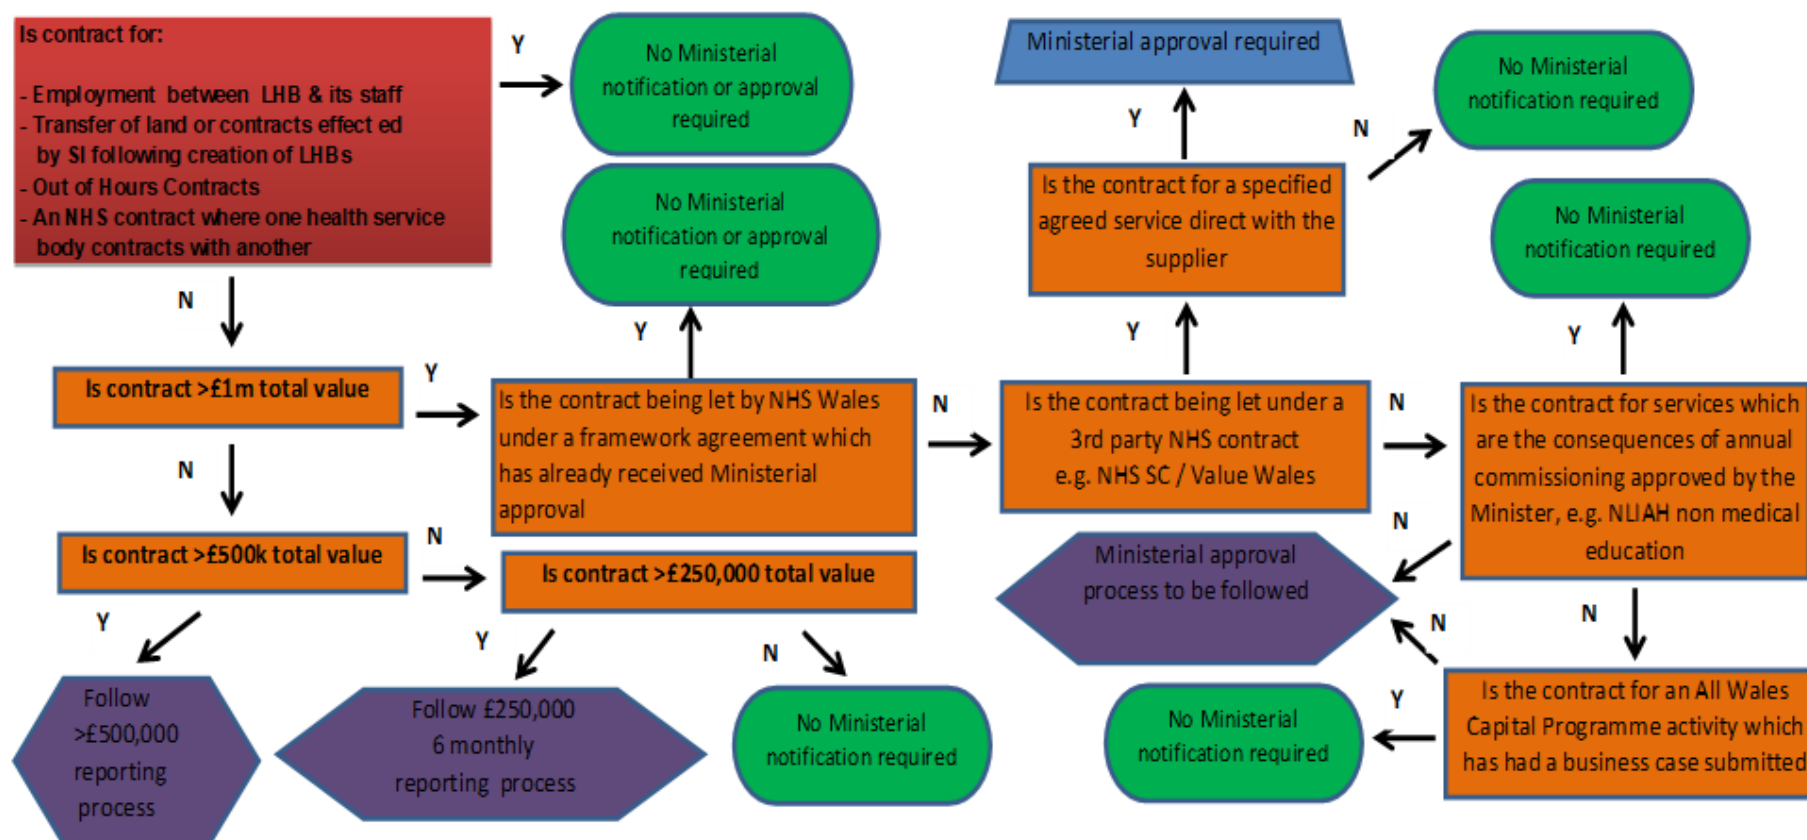 Is contract for:
- Employment between LHB & its staff
- Transfer of land or contracts effect ed
by SI following creation of LHBs
- Out of Hours Contracts
- An NHS contract where one health service
body contracts with another
Y
No Ministerial
notification or approval
required
N
No Ministerial
notification or approval
required
Y
Is contract >£1m total value
Y
Is the contract being let by NHS Wales
under a framework agreement which
has already received Ministerial
approval
N
N
Is contract >£500k total value
N
Is contract >£250,000 total value
Y
Follow
>£500,000
reporting
process
Y
Follow £250,000
6 monthly
reporting process
N
No Ministerial
notification required
Ministerial approval required
Y
N
No Ministerial
notification required
Is the contract for a specified
agreed service direct with the
supplier
Y
No Ministerial
notification required
Y
Is the contract being let under a
3rd party NHS contract
e.g. NHS SC / Value Wales
N
Is the contract for services which
are the consequences of annual
commissioning approved by the
Minister, e.g. NLIAH non medical
education
N
Ministerial approval
process to be followed
N
N
Is the contract for an All Wales
Capital Programme activity which
has had a business case submitted
Y
No Ministerial
notification required